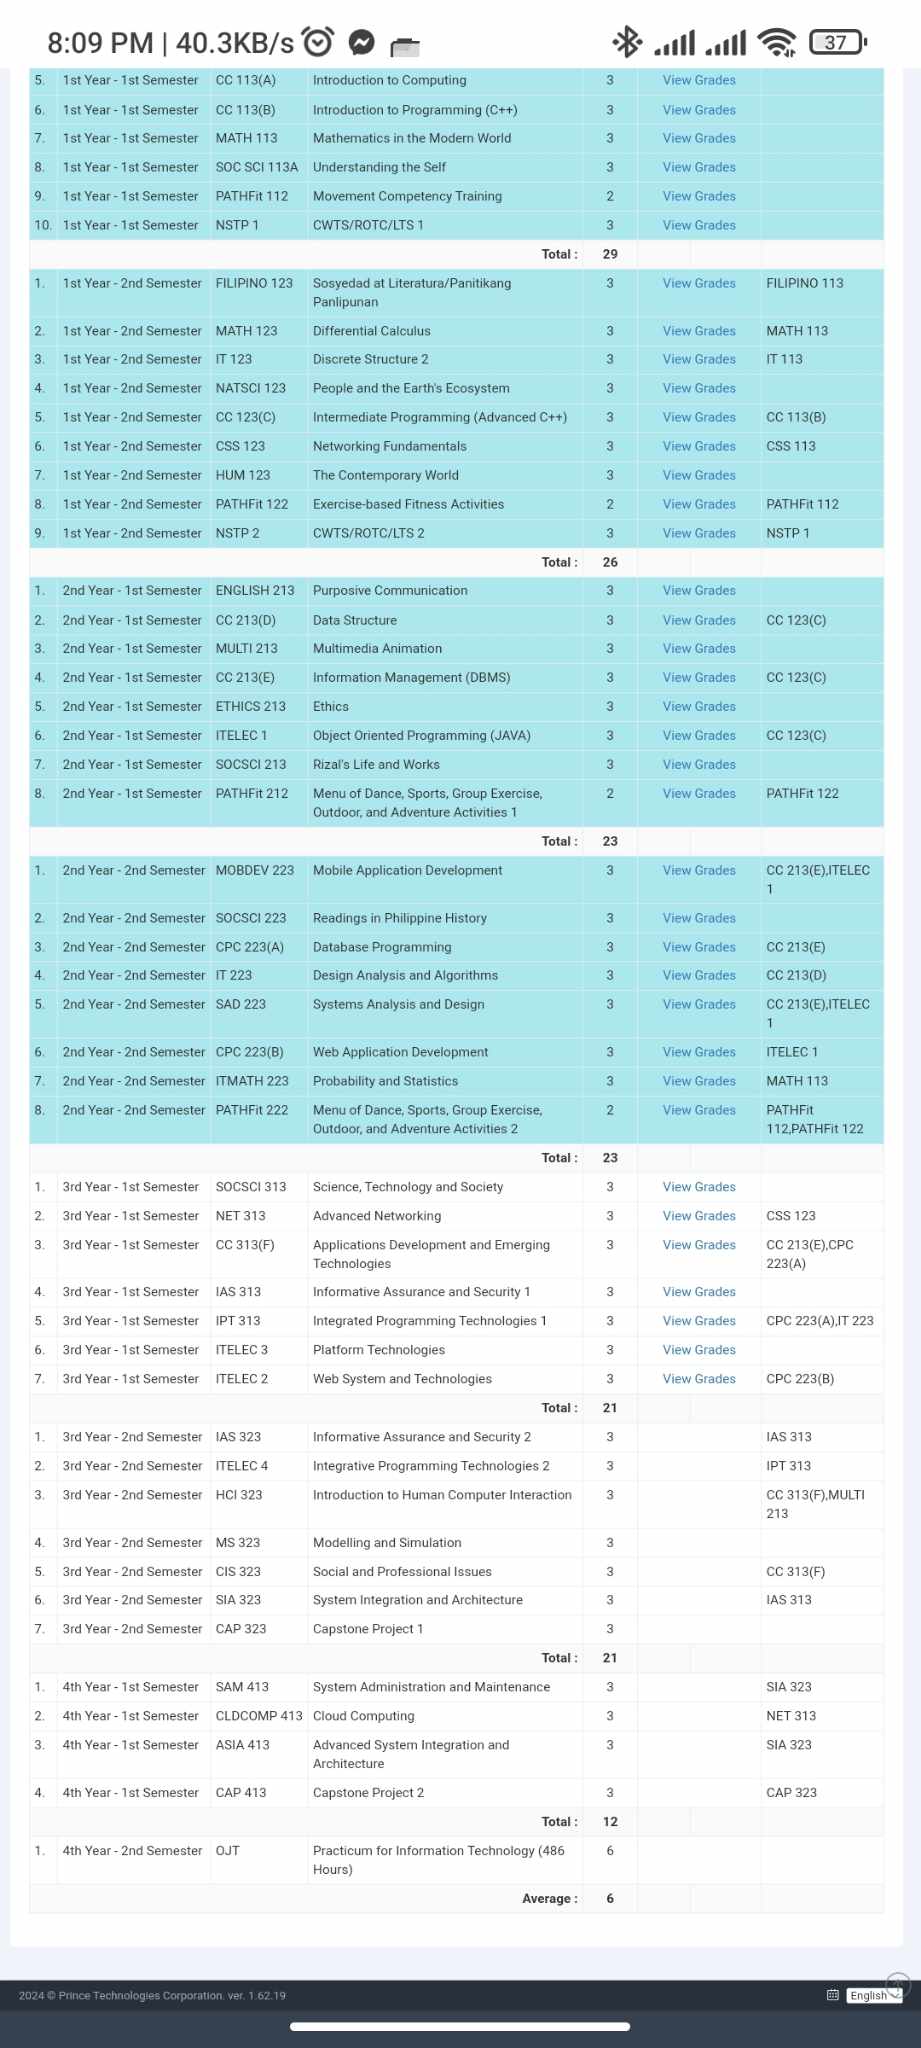 8:09 PM | 40.3KB/s 37
5. 1st Year - 1st Semester CC 113(A) Introduction to Computing 3 View Grades
6. 1st Year - 1st Semester CC 113(B) Introduction to Programming (C++) 3 View Grades
7. 1st Year - 1st Semester MATH 113 Mathematics in the Modern World 3 View Grades
8. 1st Year - 1st Semester SOC SCI 113A Understanding the Self 3 View Grades
9. 1st Year - 1st Semester PATHFit 112 Movement Competency Training 2 View Grades
10. 1st Year - 1st Semester NSTP 1 CWTS/ROTC/LTS 1 3 View Grades
Total : 29
1. 1st Year - 2nd Semester FILIPINO 123 Sosyedad at Literatura/Panitikang 3 View Grades FILIPINO 113
Panlipunan
2. 1st Year - 2nd Semester MATH 123 Differential Calculus 3 View Grades MATH 113
3. 1st Year - 2nd Semester IT 123 Discrete Structure 2 3 View Grades IT 113
4. 1st Year - 2nd Semester NATSCI 123 People and the Earth's Ecosystem 3 View Grades
5. 1st Year - 2nd Semester CC 123(C) Intermediate Programming (Advanced C++) 3 View Grades CC 113(B)
6. 1st Year - 2nd Semester CSS 123 Networking Fundamentals 3 View Grades CSS 113
7. 1st Year - 2nd Semester HUM 123 The Contemporary World 3 View Grades
8. 1st Year - 2nd Semester PATHFit 122 Exercise-based Fitness Activities 2 View Grades PATHFit 112
9. 1st Year - 2nd Semester NSTP 2 CWTS/ROTC/LTS 2 3 View Grades NSTP 1
Total : 26
1. 2nd Year - 1st Semester ENGLISH 213 Purposive Communication 3 View Grades
2. 2nd Year - 1st Semester CC 213(D) Data Structure 3 View Grades CC 123(C)
3. 2nd Year - 1st Semester MULTI 213 Multimedia Animation 3 View Grades
4. 2nd Year - 1st Semester CC 213(E) Information Management (DBMS) 3 View Grades CC 123(C)
5. 2nd Year - 1st Semester ETHICS 213 Ethics 3 View Grades
6. 2nd Year - 1st Semester ITELEC 1 Object Oriented Programming (JAVA) 3 View Grades CC 123(C)
7. 2nd Year - 1st Semester SOCSCI 213 Rizal's Life and Works 3 View Grades
8. 2nd Year - 1st Semester PATHFit 212 Menu of Dance, Sports, Group Exercise, 2 View Grades PATHFit 122
Outdoor, and Adventure Activities 1
Total : 23
1. 2nd Year - 2nd Semester MOBDEV 223 Mobile Application Development 3 View Grades CC 213(E),ITELEC
1
2. 2nd Year - 2nd Semester SOCSCI 223 Readings in Philippine History 3 View Grades
3. 2nd Year - 2nd Semester CPC 223(A) Database Programming 3 View Grades CC 213(E)
4. 2nd Year - 2nd Semester IT 223 Design Analysis and Algorithms 3 View Grades CC 213(D)
5. 2nd Year - 2nd Semester SAD 223 Systems Analysis and Design 3 View Grades CC 213(E),ITELEC
1
6. 2nd Year - 2nd Semester CPC 223(B) Web Application Development 3 View Grades ITELEC 1
7. 2nd Year - 2nd Semester ITMATH 223 Probability and Statistics 3 View Grades MATH 113
8. 2nd Year - 2nd Semester PATHFit 222 Menu of Dance, Sports, Group Exercise, 2 View Grades PATHFit
Outdoor, and Adventure Activities 2 112,PATHFit 122
Total : 23
1. 3rd Year - 1st Semester SOCSCI 313 Science, Technology and Society 3 View Grades
2. 3rd Year - 1st Semester NET 313 Advanced Networking 3 View Grades CSS 123
3. 3rd Year - 1st Semester CC 313(F) Applications Development and Emerging 3 View Grades CC 213(E),CPC
Technologies 223(A)
4. 3rd Year - 1st Semester IAS 313 Informative Assurance and Security 1 3 View Grades
5. 3rd Year - 1st Semester IPT 313 Integrated Programming Technologies 1 3 View Grades CPC 223(A),IT 223
6. 3rd Year - 1st Semester ITELEC 3 Platform Technologies 3 View Grades
7. 3rd Year - 1st Semester ITELEC 2 Web System and Technologies 3 View Grades CPC 223(B)
Total : 21
1. 3rd Year - 2nd Semester IAS 323 Informative Assurance and Security 2 3 IAS 313
2. 3rd Year - 2nd Semester ITELEC 4 Integrative Programming Technologies 2 3 IPT 313
3. 3rd Year - 2nd Semester HCI 323 Introduction to Human Computer Interaction 3 CC 313(F),MULTI
213
4. 3rd Year - 2nd Semester MS 323 Modelling and Simulation 3
5. 3rd Year - 2nd Semester CIS 323 Social and Professional Issues 3 CC 313(F)
6. 3rd Year - 2nd Semester SIA 323 System Integration and Architecture 3 IAS 313
7. 3rd Year - 2nd Semester CAP 323 Capstone Project 1 3
Total : 21
1. 4th Year - 1st Semester SAM 413 System Administration and Maintenance 3 SIA 323
2. 4th Year - 1st Semester CLDCOMP 413 Cloud Computing 3 NET 313
3. 4th Year - 1st Semester ASIA 413 Advanced System Integration and 3 SIA 323
Architecture
4. 4th Year - 1st Semester CAP 413 Capstone Project 2 3 CAP 323
Total : 12
1. 4th Year - 2nd Semester OJT Practicum for Information Technology (486 6
Hours)
Average : 6
2024 © Prince Technologies Corporation. ver. 1.62.19 English